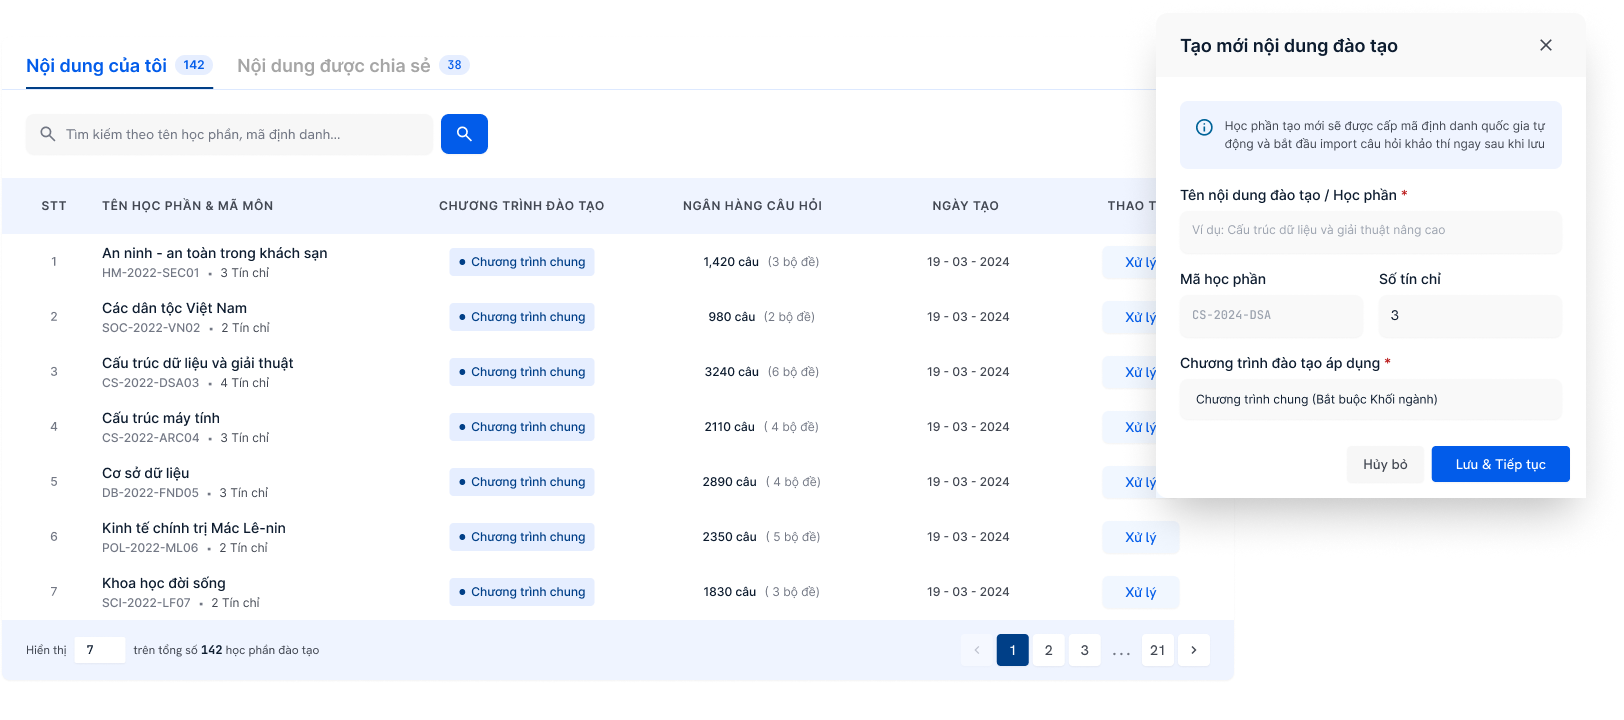 Nội dung của tôi 142 Nội dung được chia sẻ 38
Tìm kiếm theo tên học phần, mã định danh...
STT TÊN HỌC PHẦN & MÃ MÔN CHƯƠNG TRÌNH ĐÀO TẠO NGÂN HÀNG CÂU HỎI NGÀY TẠO THAO T
1 An ninh - an toàn trong khách sạn Chương trình chung 1,420 câu (3 bộ đề) 19 - 03 - 2024 Xử lý
HM-2022-SEC01 • 3 Tín chỉ
2 Các dân tộc Việt Nam Chương trình chung 980 câu (2 bộ đề) 19 - 03 - 2024 Xử lý
SOC-2022-VN02 • 2 Tín chỉ
3 Cấu trúc dữ liệu và giải thuật Chương trình chung 3240 câu (6 bộ đề) 19 - 03 - 2024 Xử lý
CS-2022-DSA03 • 4 Tín chỉ
4 Cấu trúc máy tính Chương trình chung 2110 câu ( 4 bộ đề) 19 - 03 - 2024 Xử lý
CS-2022-ARC04 • 3 Tín chỉ
5 Cơ sở dữ liệu Chương trình chung 2890 câu ( 4 bộ đề) 19 - 03 - 2024 Xử lý
DB-2022-FND05 • 3 Tín chỉ
6 Kinh tế chính trị Mác Lê-nin Chương trình chung 2350 câu ( 5 bộ đề) 19 - 03 - 2024 Xử lý
POL-2022-ML06 • 2 Tín chỉ
7 Khoa học đời sống Chương trình chung 1830 câu ( 3 bộ đề) 19 - 03 - 2024 Xử lý
SCI-2022-LF07 • 2 Tín chỉ
Hiển thị 7 trên tổng số 142 học phần đào tạo
1 2 3 ... 21
Tạo mới nội dung đào tạo
Học phần tạo mới sẽ được cấp mã định danh quốc gia tự
động và bắt đầu import câu hỏi khảo thí ngay sau khi lưu
Tên nội dung đào tạo / Học phần *
Ví dụ: Cấu trúc dữ liệu và giải thuật nâng cao
Mã học phần Số tín chỉ
CS-2024-DSA 3
Chương trình đào tạo áp dụng *
Chương trình chung (Bắt buộc Khối ngành)
Hủy bỏ Lưu & Tiếp tục